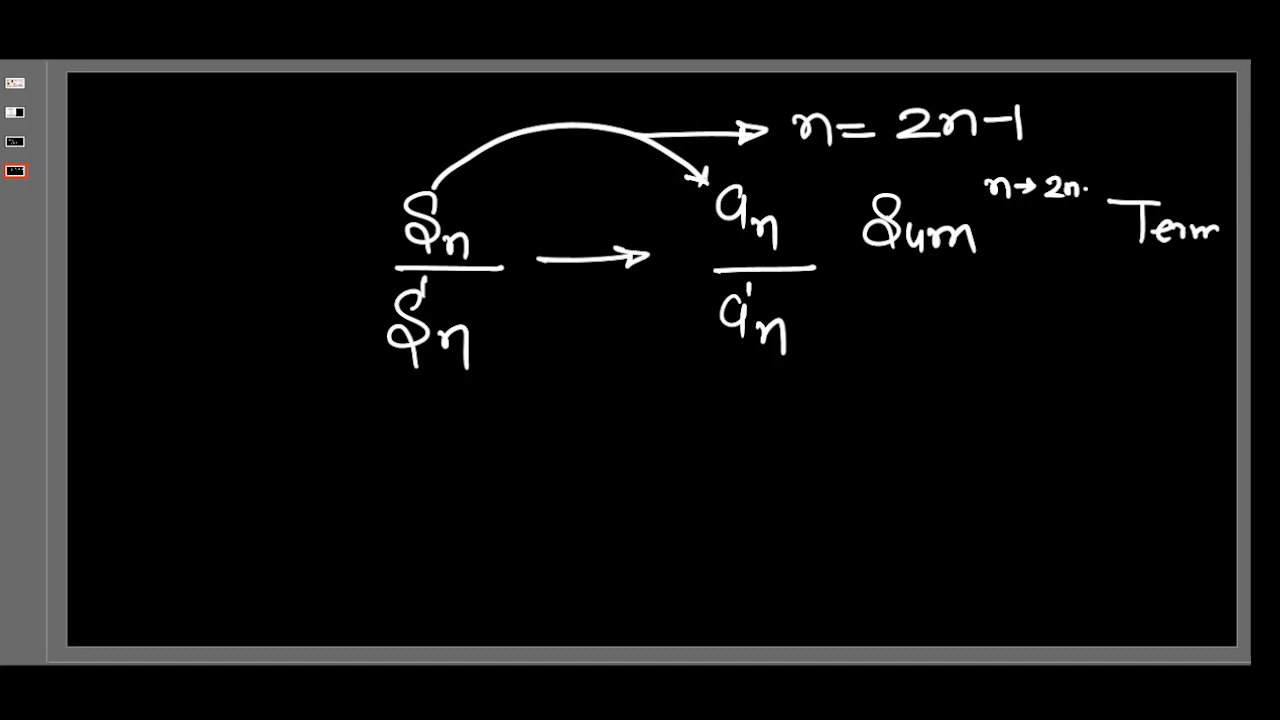 n = 2n-1
n → 2n.
Sn an Sum Term
S'n a'n